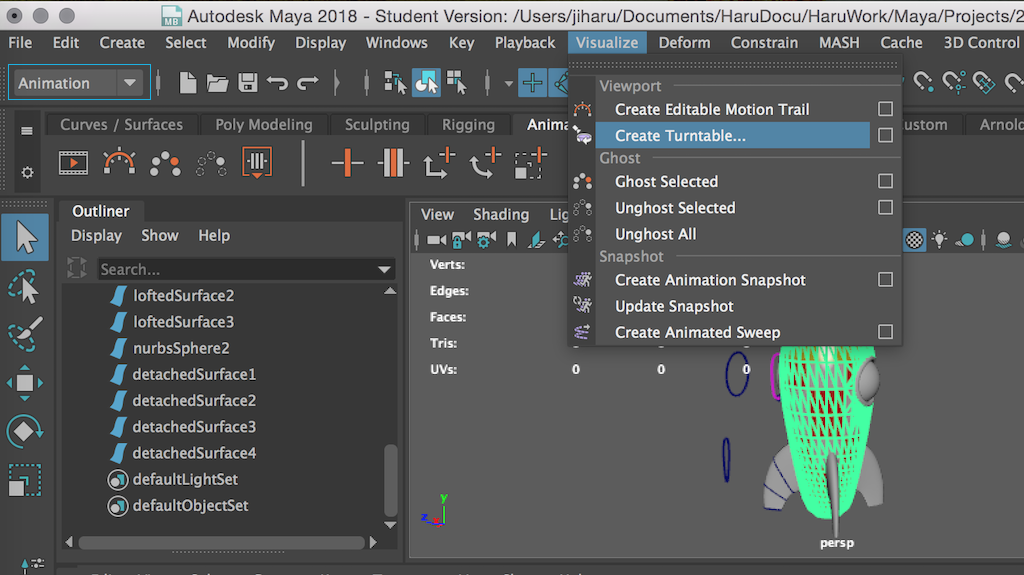 MB Autodesk Maya 2018 - Student Version: /Users/jiharu/Documents/HaruDocu/HaruWork/Maya/Projects/2
File Edit Create Select Modify Display Windows Key Playback Visualize Deform Constrain MASH Cache 3D Control
Animation
Viewport
Create Editable Motion Trail
Create Turntable...
Ghost
Ghost Selected
Unghost Selected
Unghost All
Snapshot
Create Animation Snapshot
Update Snapshot
Create Animated Sweep
Curves / Surfaces Poly Modeling Sculpting Rigging Anima ustom Arnol
Outliner
Display Show Help
Search...
loftedSurface2
loftedSurface3
nurbsSphere2
detachedSurface1
detachedSurface2
detachedSurface3
detachedSurface4
defaultLightSet
defaultObjectSet
View Shading Lig
Verts:
Edges:
Faces:
Tris:
UVs: 0 0 0
y
z
persp